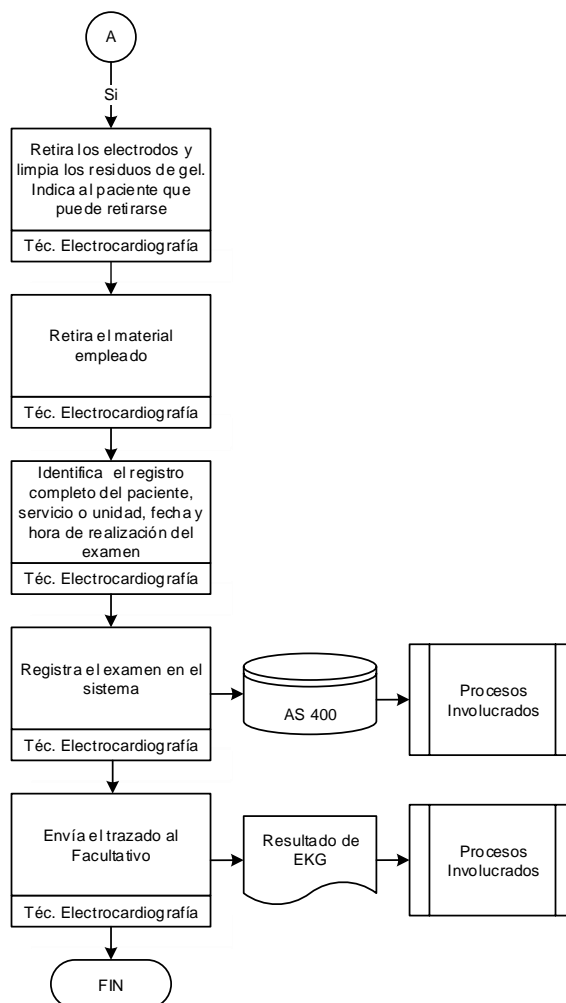 A
Si
Retira los electrodos y
limpia los residuos de gel.
Indica al paciente que
puede retirarse
Téc. Electrocardiografía
Retira el material
empleado
Téc. Electrocardiografía
Identifica el registro
completo del paciente,
servicio o unidad, fecha y
hora de realización del
examen
Téc. Electrocardiografía
Registra el examen en el
sistema
Téc. Electrocardiografía
AS 400
Procesos
Involucrados
Envía el trazado al
Facultativo
Téc. Electrocardiografía
Resultado de
EKG
Procesos
Involucrados
FIN